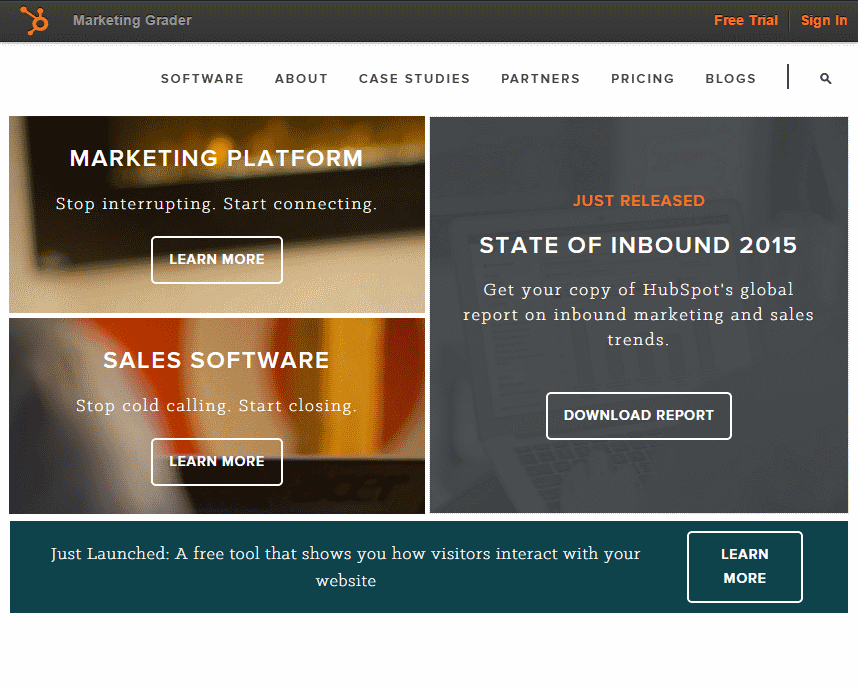 Marketing Grader
Free Trial
Sign In
SOFTWARE
ABOUT
CASE STUDIES
PARTNERS
PRICING
BLOGS
MARKETING PLATFORM
Stop interrupting. Start connecting.
LEARN MORE
SALES SOFTWARE
Stop cold calling. Start closing.
LEARN MORE
JUST RELEASED
STATE OF INBOUND 2015
Get your copy of HubSpot's global
report on inbound marketing and sales
trends.
DOWNLOAD REPORT
Just Launched: A free tool that shows you how visitors interact with your
website
LEARN
MORE